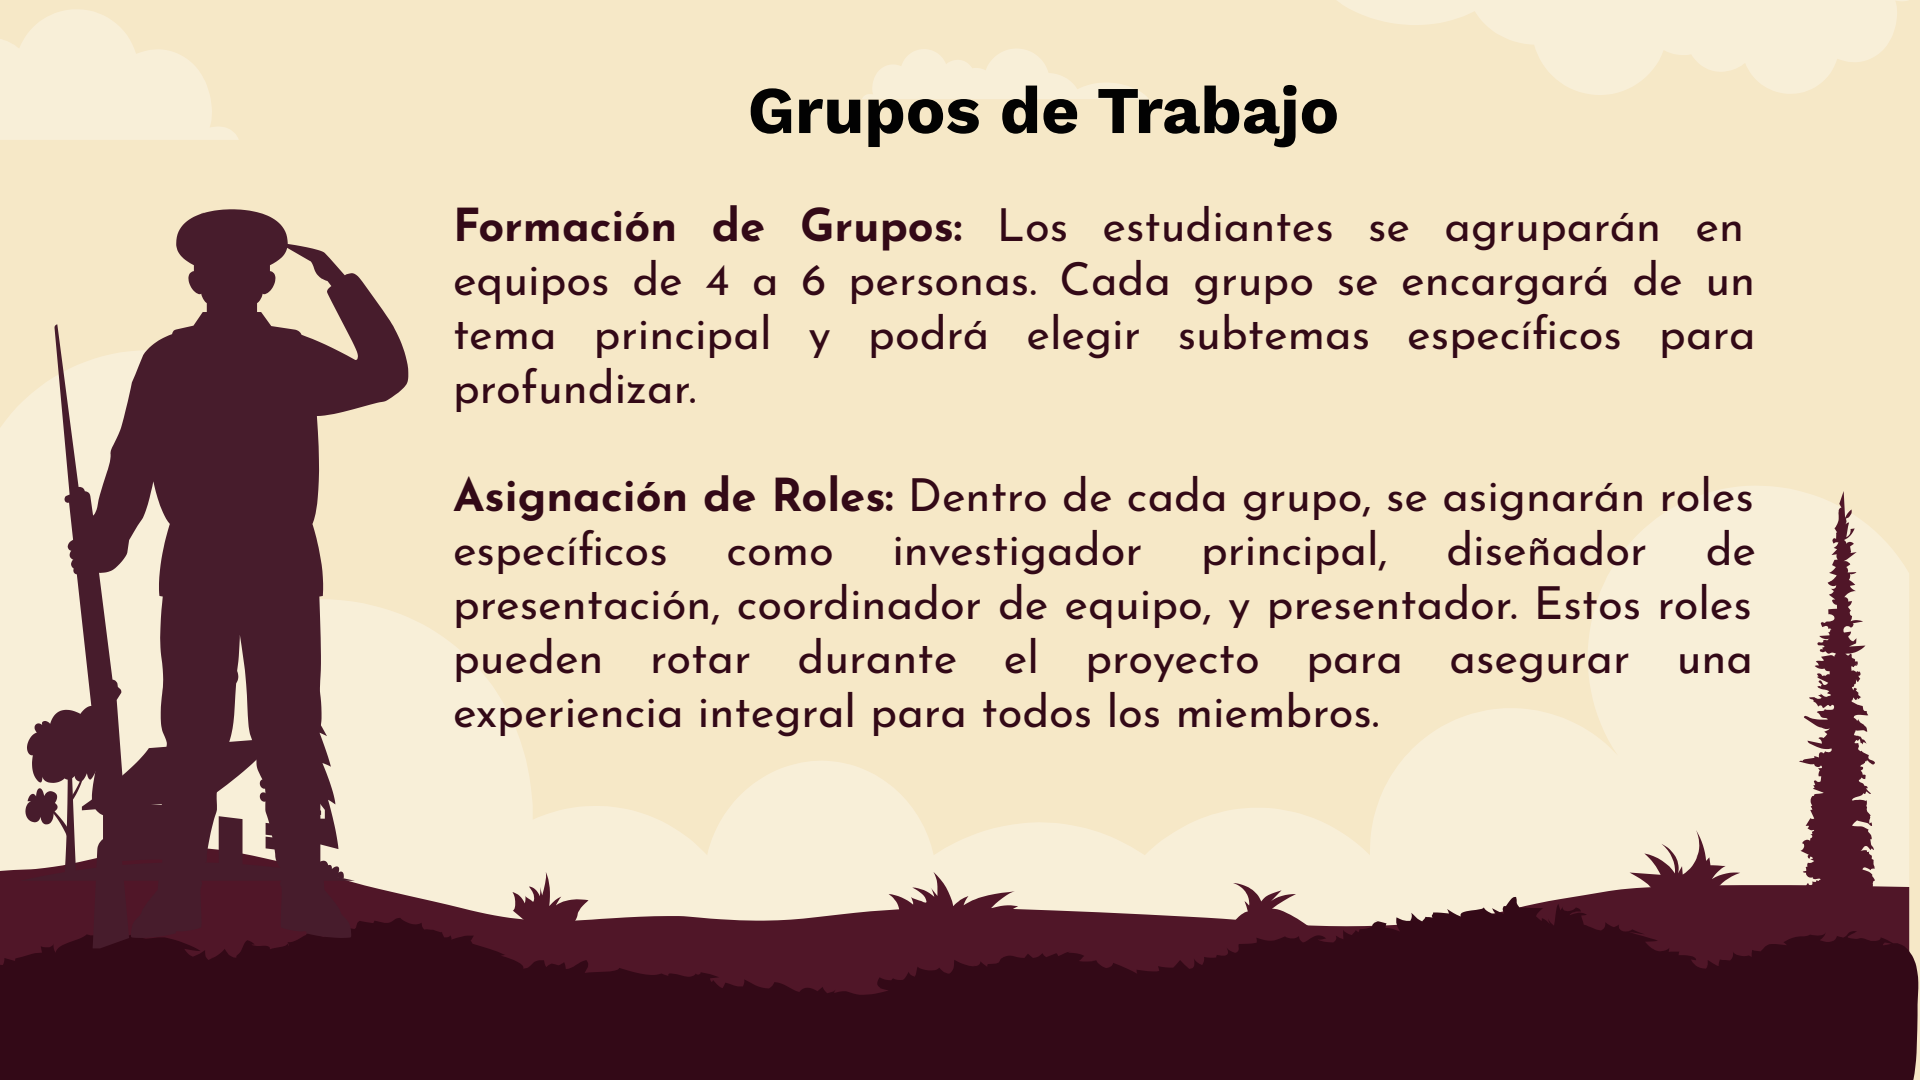 Grupos de Trabajo
Formación de Grupos: Los estudiantes se agruparán en
equipos de 4 a 6 personas. Cada grupo se encargará de un
tema principal y podrá elegir subtemas específicos para
profundizar.
Asignación de Roles: Dentro de cada grupo, se asignarán roles
específicos como investigador principal, diseñador de
presentación, coordinador de equipo, y presentador. Estos roles
pueden rotar durante el proyecto para asegurar una
experiencia integral para todos los miembros.